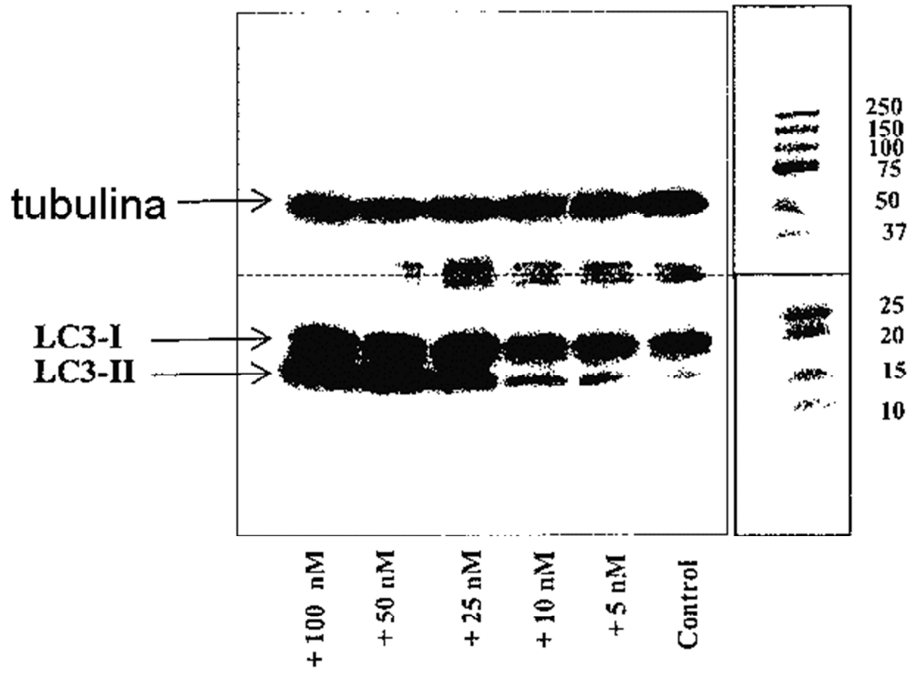 250
150
100
75
tubulina
50
37
25
LC3-I
20
LC3-II
15
10
+ 100 nM
+ 50 nM
+ 25 nM
+ 10 nM
+ 5 nM
Control